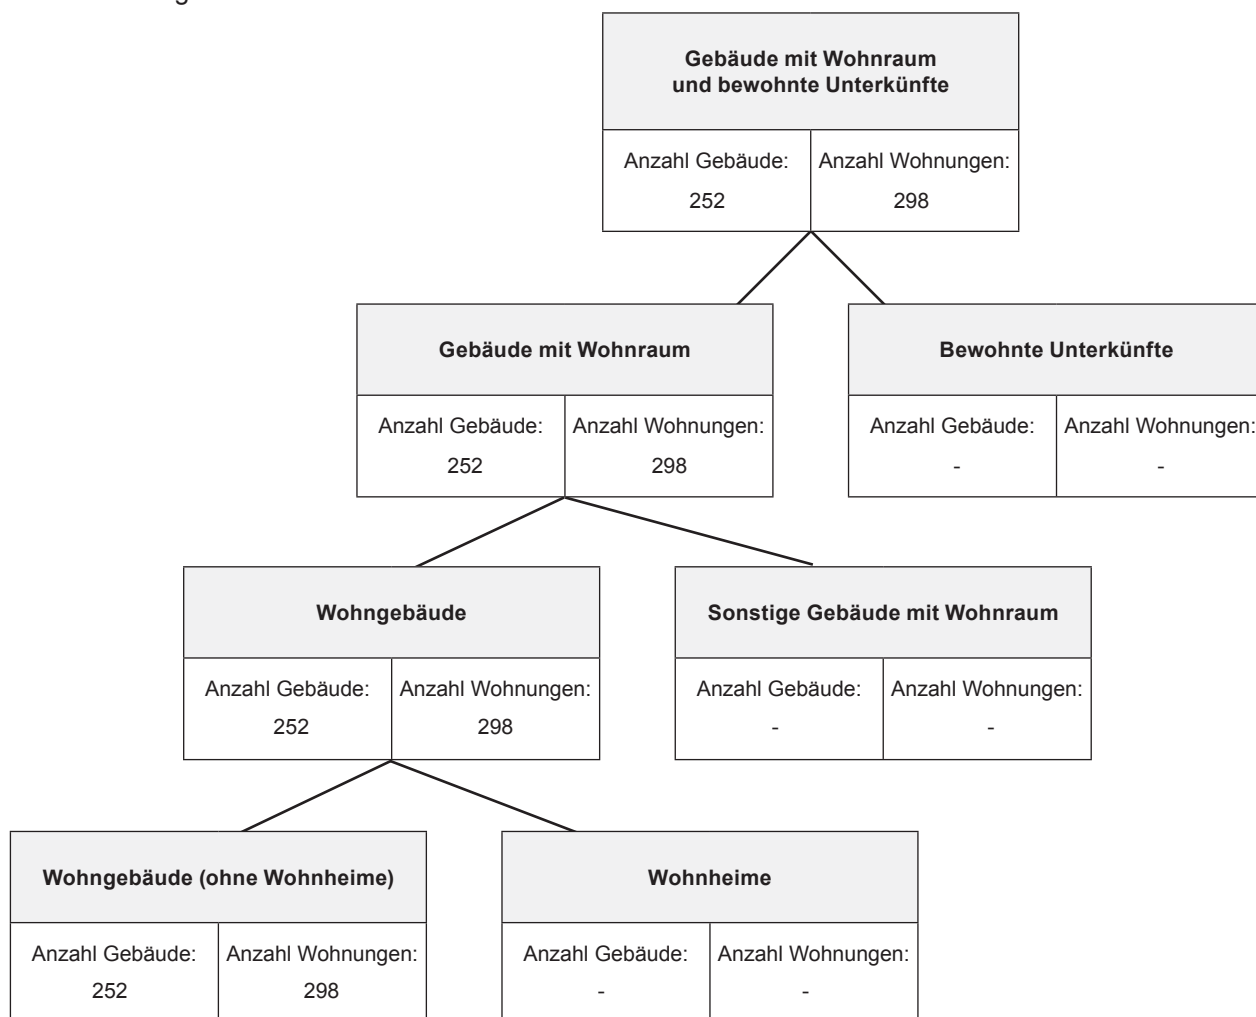 Gebäude mit Wohnraum
und bewohnte Unterkünfte
Anzahl Gebäude: Anzahl Wohnungen:
252 298
Gebäude mit Wohnraum Bewohnte Unterkünfte
Anzahl Gebäude: Anzahl Wohnungen: Anzahl Gebäude: Anzahl Wohnungen:
252 298 - -
Wohngebäude Sonstige Gebäude mit Wohnraum
Anzahl Gebäude: Anzahl Wohnungen: Anzahl Gebäude: Anzahl Wohnungen:
252 298 - -
Wohngebäude (ohne Wohnheime) Wohnheime
Anzahl Gebäude: Anzahl Wohnungen: Anzahl Gebäude: Anzahl Wohnungen:
252 298 - -